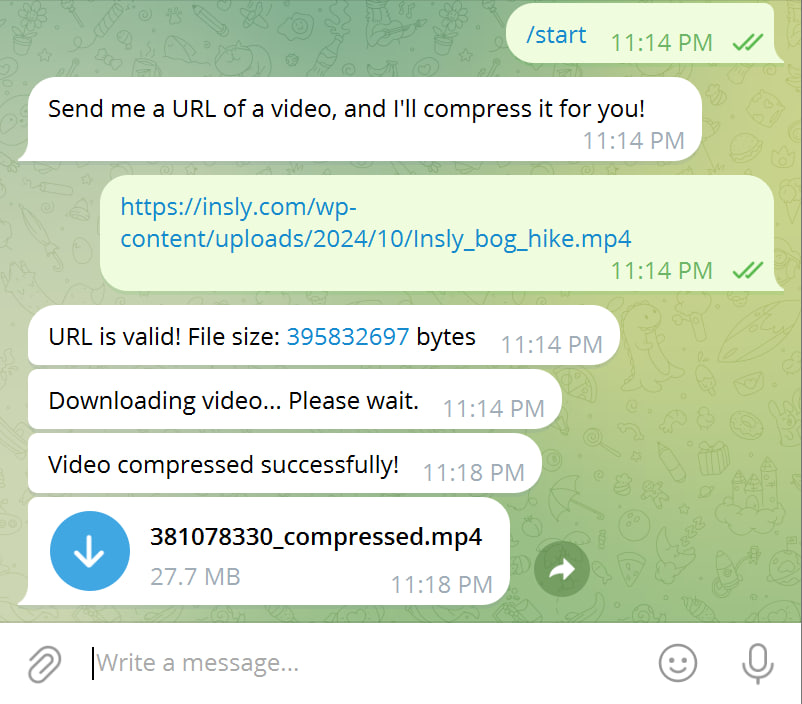 /start 11:14 PM
Send me a URL of a video, and I'll compress it for you!
11:14 PM
https://insly.com/wp-
content/uploads/2024/10/Insly_bog_hike.mp4
11:14 PM
URL is valid! File size: 395832697 bytes 11:14 PM
Downloading video... Please wait. 11:14 PM
Video compressed successfully! 11:18 PM
381078330_compressed.mp4
27.7 MB 11:18 PM
Write a message...